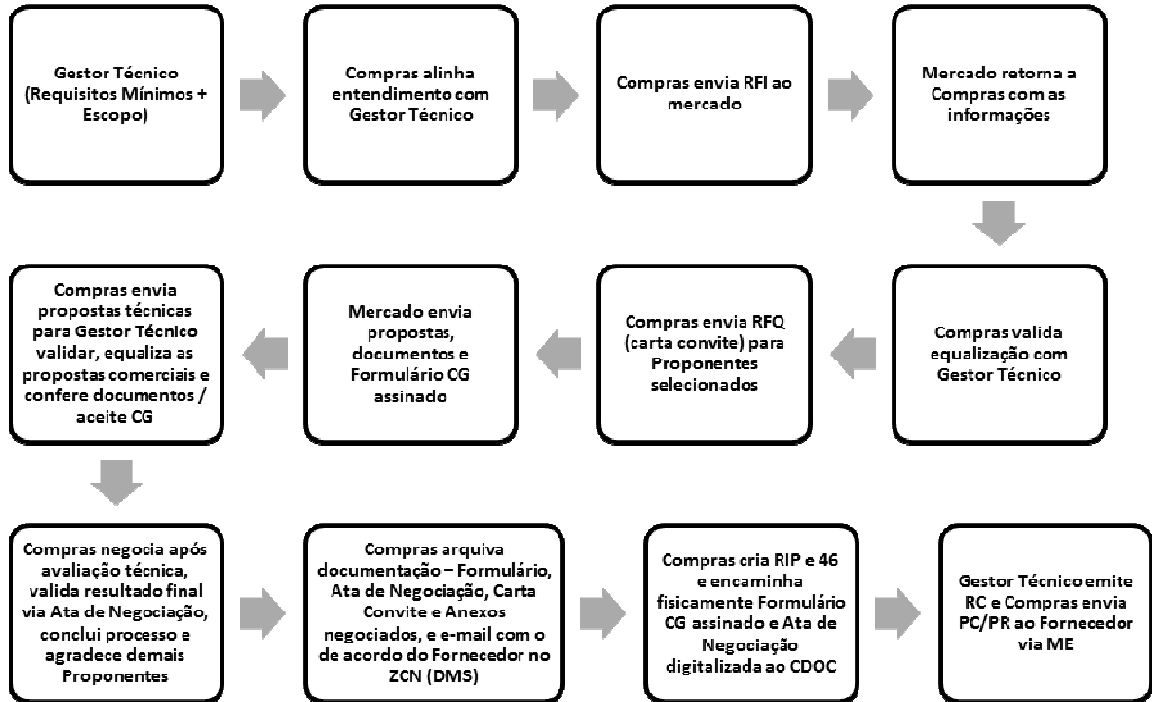 Gestor Técnico
(Requisitos Mínimos +
Escopo)
Compras alinha
entendimento com
Gestor Técnico
Compras envia RFI ao
mercado
Mercado retorna a
Compras com as
informações
Compras valida
equalização com
Gestor Técnico
Compras envia RFQ
(carta convite) para
Proponentes
selecionados
Mercado envia
propostas,
documentos e
Formulário CG
assinado
Compras envia
propostas técnicas
para Gestor Técnico
validar, equaliza as
propostas comerciais e
confere documentos /
aceite CG
Compras negocia após
avaliação técnica,
valida resultado final
via Ata de Negociação,
conclui processo e
agradece demais
Proponentes
Compras arquiva
documentação – Formulário,
Ata de Negociação, Carta
Convite e Anexos
negociados, e e-mail com o
de acordo do Fornecedor no
ZCN (DMS)
Compras cria RIP e 46
e encaminha
fisicamente Formulário
CG assinado e Ata de
Negociação
digitalizada ao CDOC
Gestor Técnico emite
RC e Compras envia
PC/PR ao Fornecedor
via ME